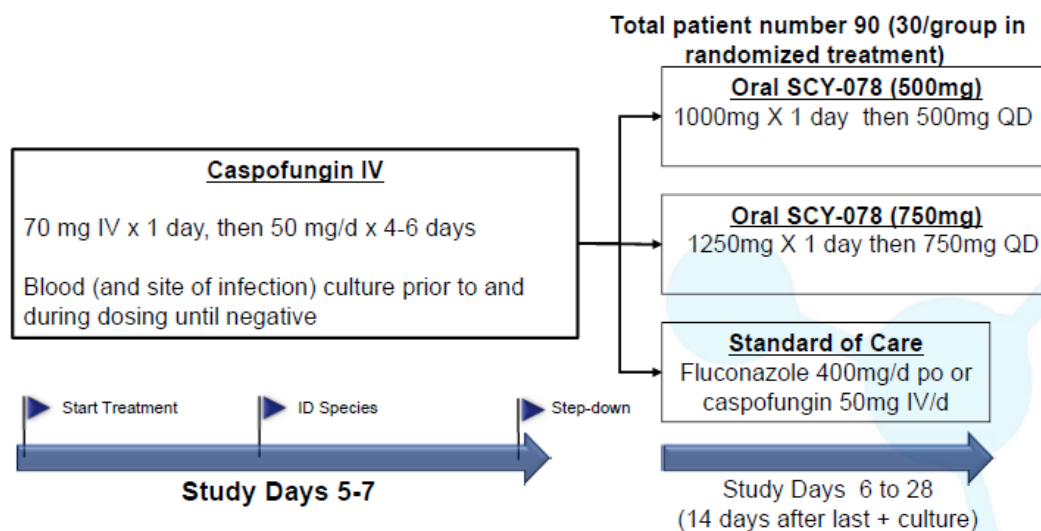 Total patient number 90 (30/group in
randomized treatment)
Caspofungin IV
70 mg IV x 1 day, then 50 mg/d x 4-6 days
Blood (and site of infection) culture prior to and
during dosing until negative
Oral SCY-078 (500mg)
1000mg X 1 day then 500mg QD
Oral SCY-078 (750mg)
1250mg X 1 day then 750mg QD
Standard of Care
Fluconazole 400mg/d po or
caspofungin 50mg IV/d
Start Treatment
ID Species
Step-down
Study Days 5-7
Study Days 6 to 28
(14 days after last + culture)